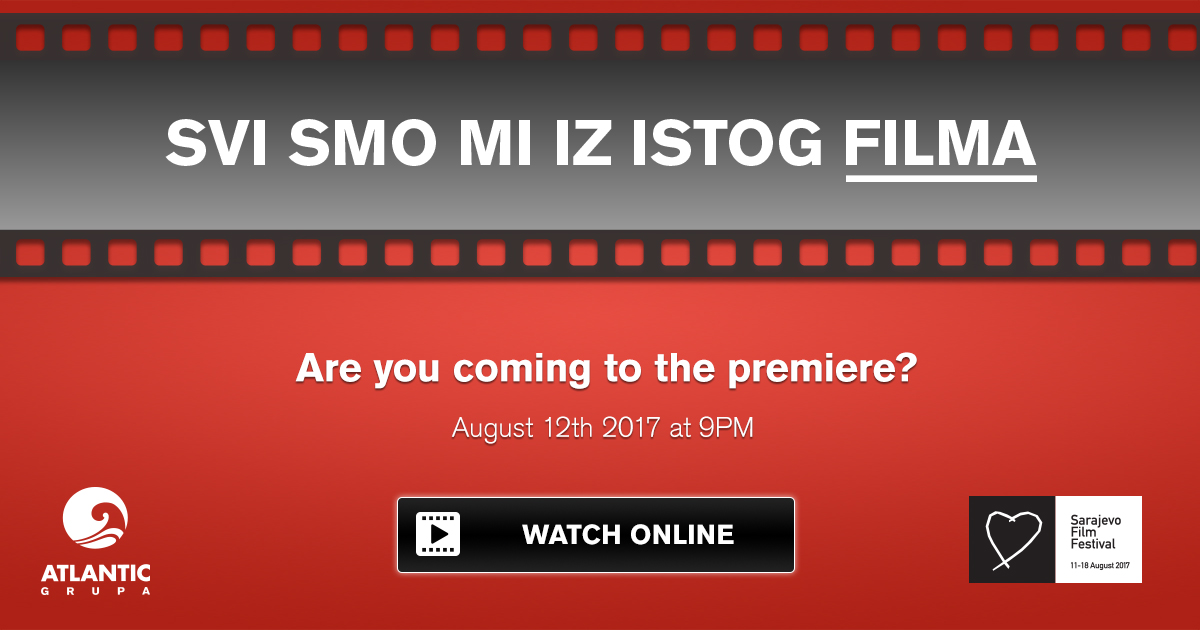 SVI SMO MI IZ ISTOG FILMA
Are you coming to the premiere?
August 12th 2017 at 9PM
WATCH ONLINE
ATLANTIC
GRUPA
Sarajevo
Film
Festival
11-18 August 2017